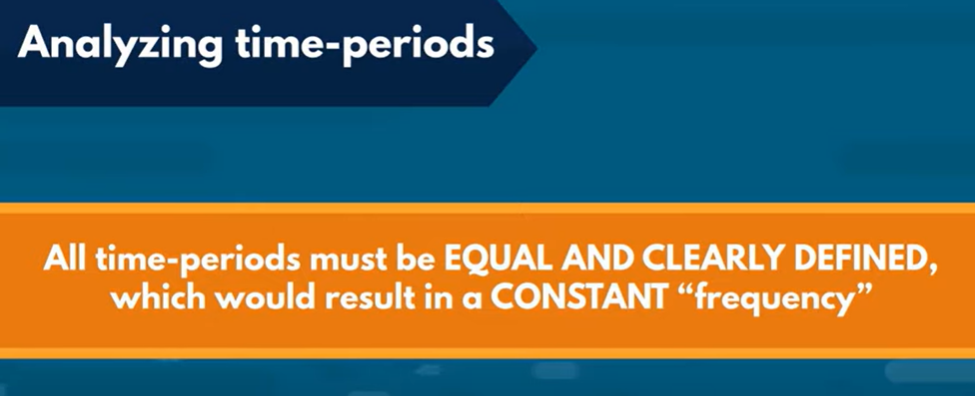 Analyzing time-periods
All time-periods must be EQUAL AND CLEARLY DEFINED,
which would result in a CONSTANT “frequency”